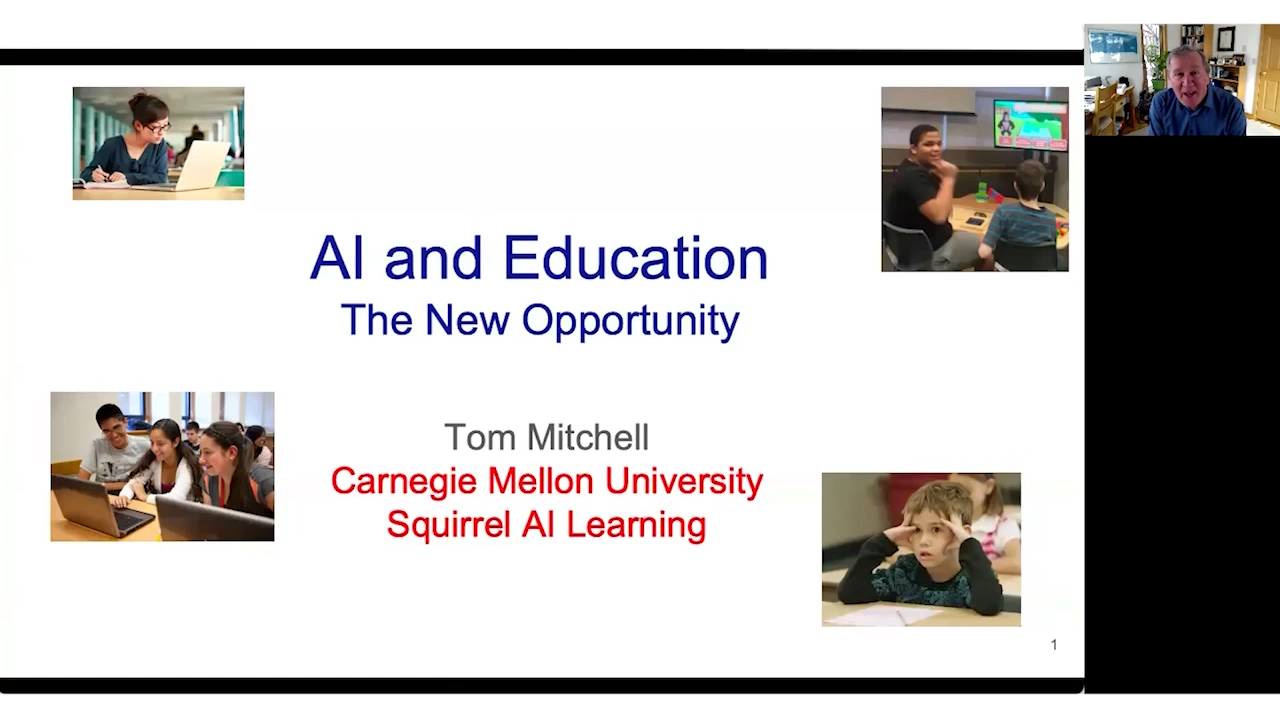 AI and Education
The New Opportunity
Tom Mitchell
Carnegie Mellon University
Squirrel AI Learning
1